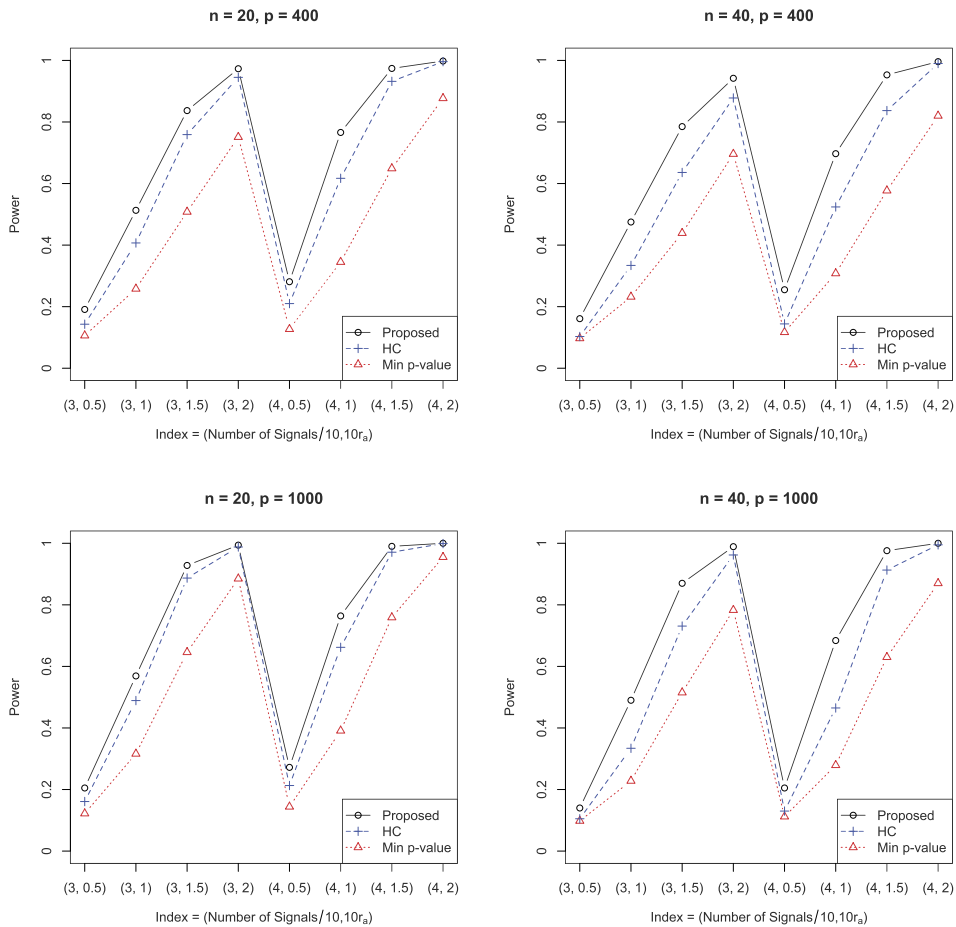 n = 20, p = 400
Power
1
0.8
0.6
0.4
0.2
0
Proposed
HC
Min p-value
(3, 0.5) (3, 1) (3, 1.5) (3, 2) (4, 0.5) (4, 1) (4, 1.5) (4, 2)
Index = (Number of Signals/10,10rₐ)
n = 40, p = 400
Power
1
0.8
0.6
0.4
0.2
0
Proposed
HC
Min p-value
(3, 0.5) (3, 1) (3, 1.5) (3, 2) (4, 0.5) (4, 1) (4, 1.5) (4, 2)
Index = (Number of Signals/10,10rₐ)
n = 20, p = 1000
Power
1
0.8
0.6
0.4
0.2
0
Proposed
HC
Min p-value
(3, 0.5) (3, 1) (3, 1.5) (3, 2) (4, 0.5) (4, 1) (4, 1.5) (4, 2)
Index = (Number of Signals/10,10rₐ)
n = 40, p = 1000
Power
1
0.8
0.6
0.4
0.2
0
Proposed
HC
Min p-value
(3, 0.5) (3, 1) (3, 1.5) (3, 2) (4, 0.5) (4, 1) (4, 1.5) (4, 2)
Index = (Number of Signals/10,10rₐ)